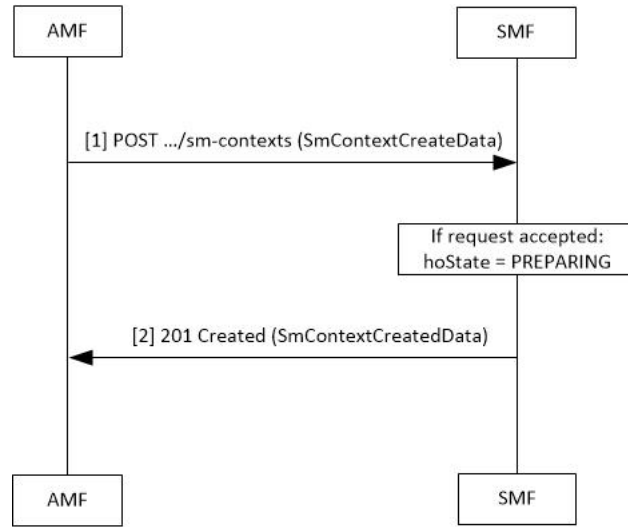 AMF
SMF
[1] POST .../sm-contexts (SmContextCreateData)
If request accepted:
hoState = PREPARING
[2] 201 Created (SmContextCreatedData)
AMF
SMF